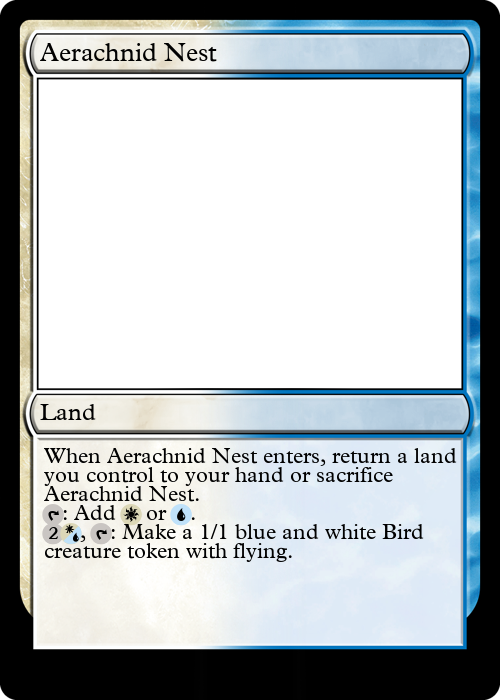 Aerachnid Nest
Land
When Aerachnid Nest enters, return a land
you control to your hand or sacrifice
Aerachnid Nest.
: Add or .
2 , : Make a 1/1 blue and white Bird
creature token with flying.